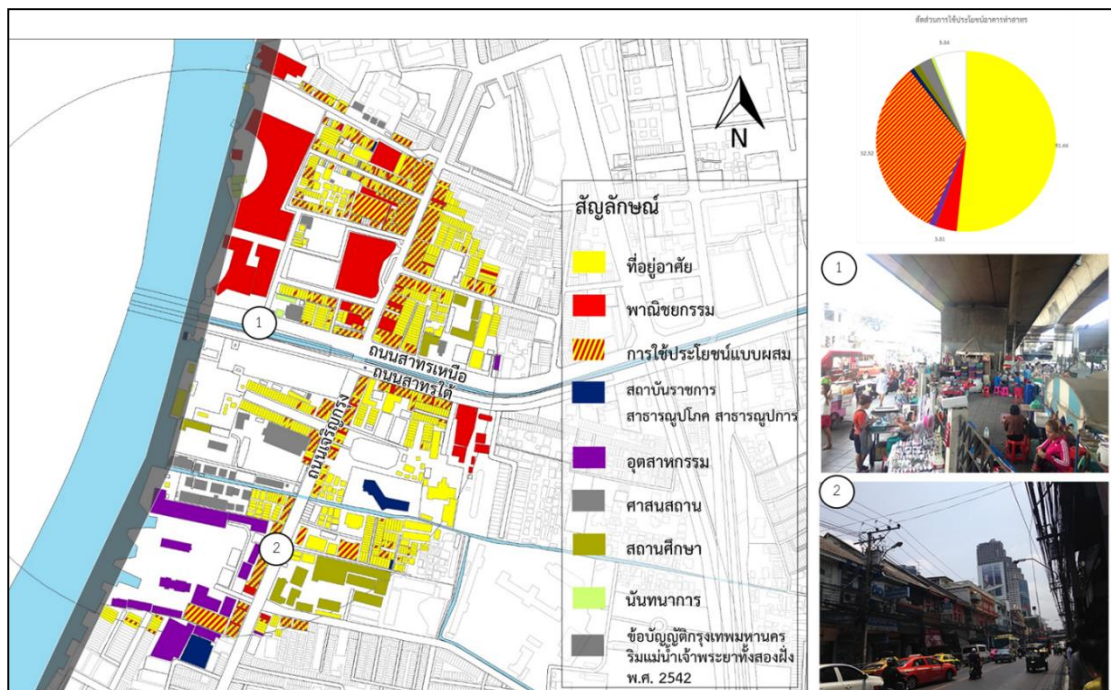 สัดส่วนการใช้ประโยชน์อาคารท่าสาทร
5.04
52.52
91.60
3.01
N
สัญลักษณ์
ที่อยู่อาศัย
พาณิชยกรรม
การใช้ประโยชน์แบบผสม
สถาบันราชการ
สาธารณูปโภค สาธารณูปการ
อุตสาหกรรม
ศาสนสถาน
สถานศึกษา
นันทนาการ
ข้อบัญญัติกรุงเทพมหานคร
ริมแม่น้ำเจ้าพระยาทั้งสองฝั่ง
พ.ศ. 2542
ถนนสาทรเหนือ
ถนนสาทรใต้
ถนนเจริญกรุง
1
2
1
2